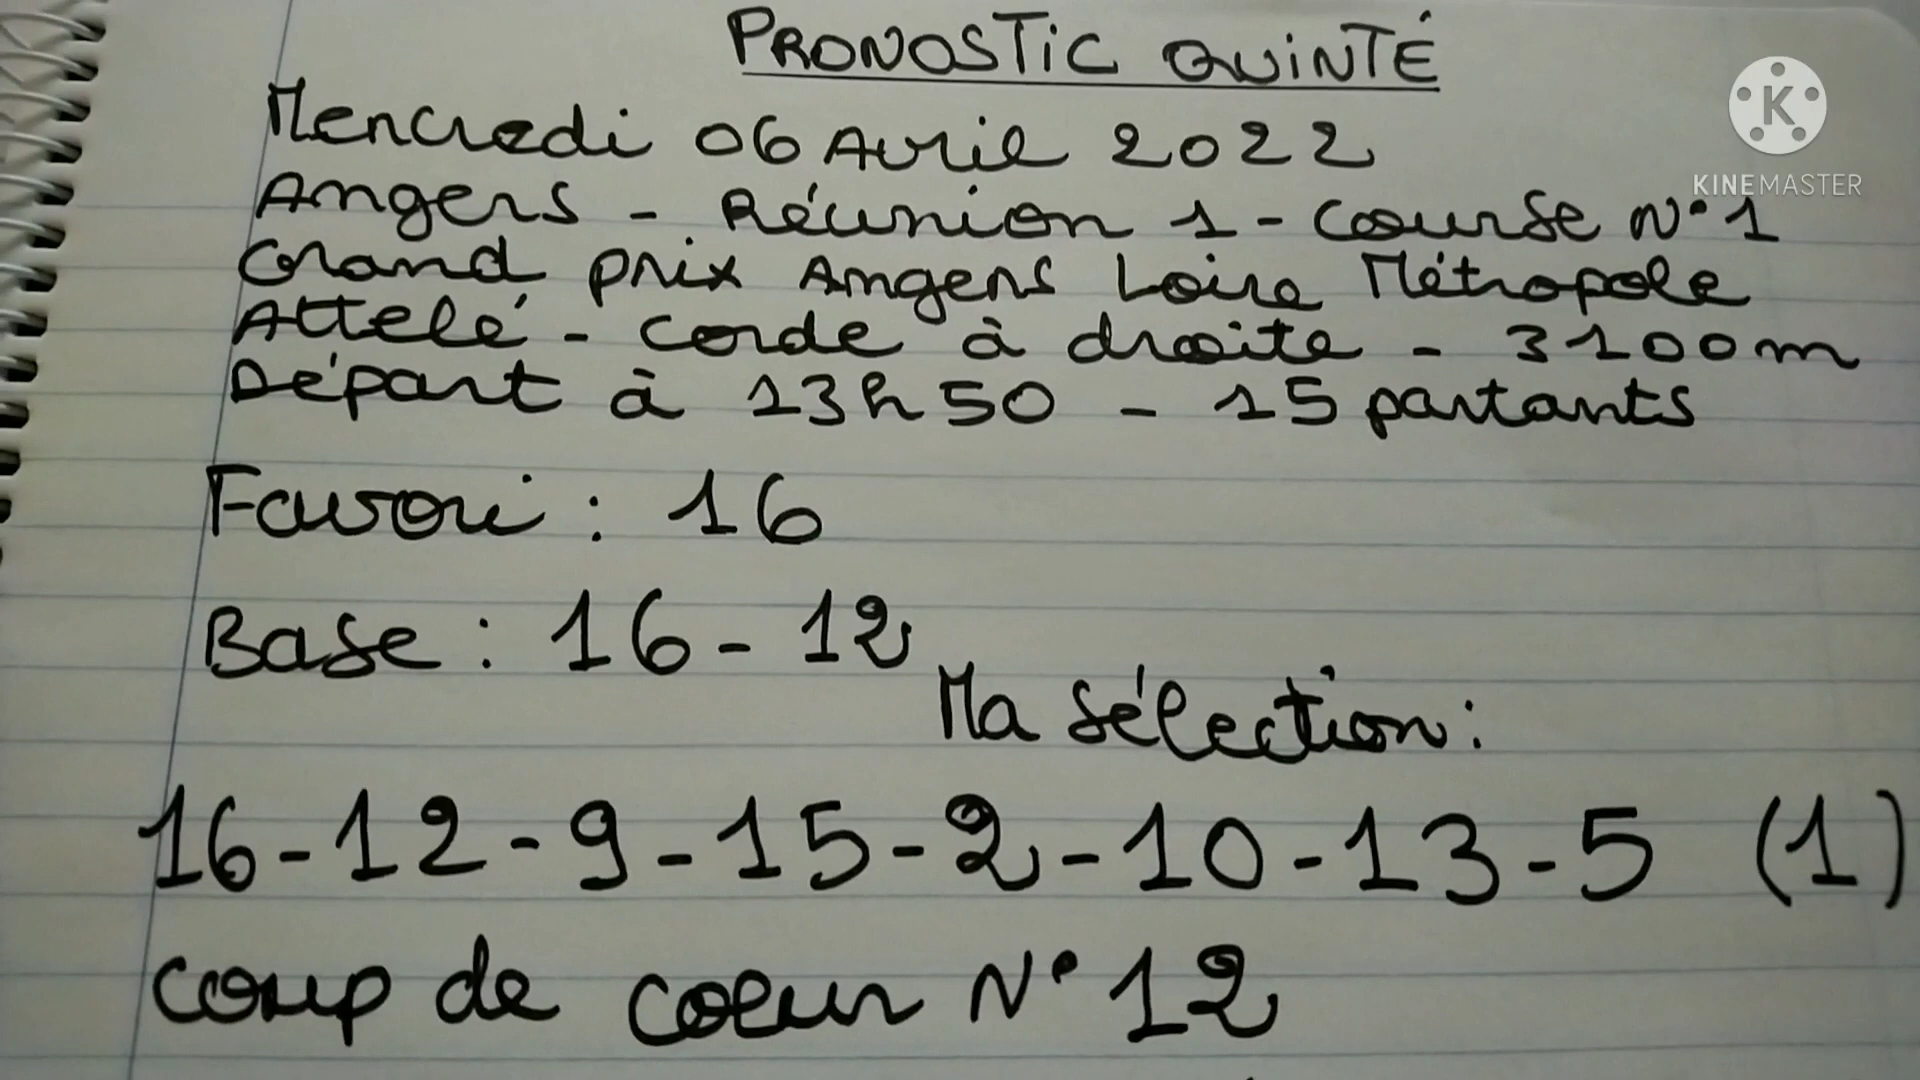 PRONOSTIC QUINTÉ
Mercredi 06 Avril 2022
Angers - Réunion 1 - Course N°1
Grand prix Angers Loire Métropole
Attelé - Corde à droite - 3100m
Départ à 13h50 - 15 partants
Favori : 16
Base : 16 - 12
Ma sélection :
16 - 12 - 9 - 15 - 2 - 10 - 13 - 5 (1)
Coup de coeur N° 12
K
KINEMASTER